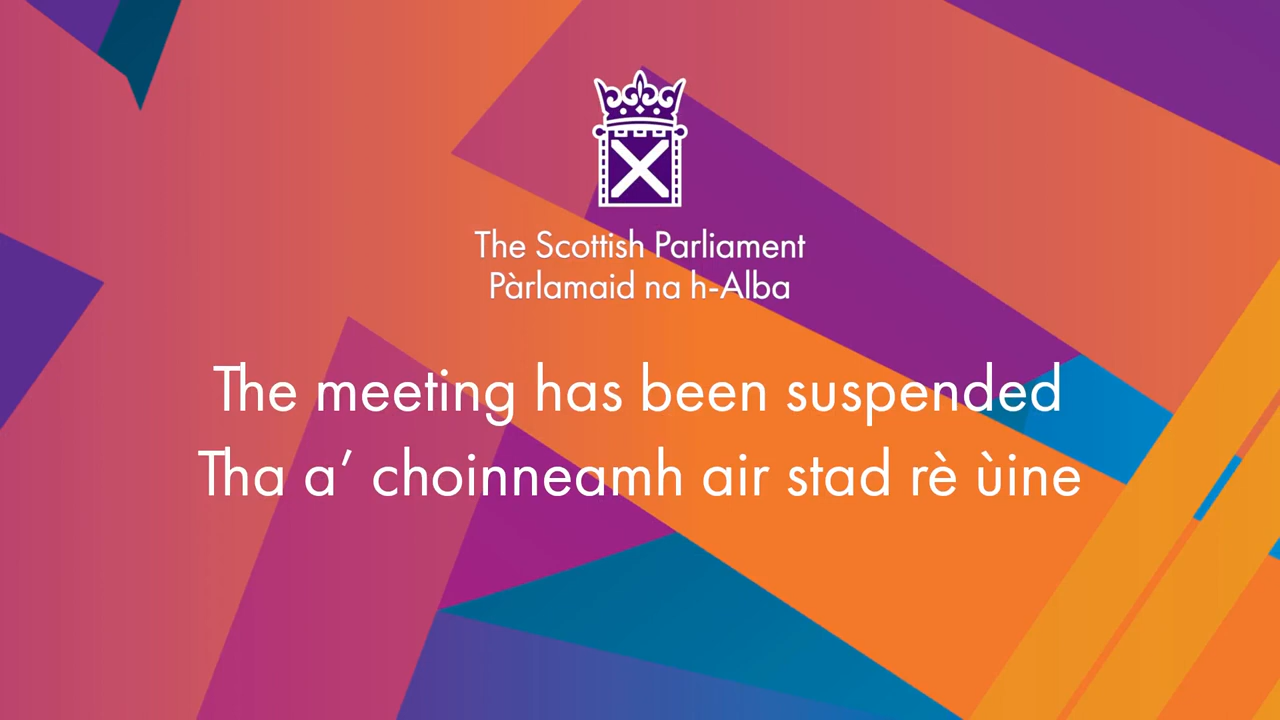 The Scottish Parliament
Pàrlamaid na h-Alba
The meeting has been suspended
Tha a’ choinneamh air stad rè ùine